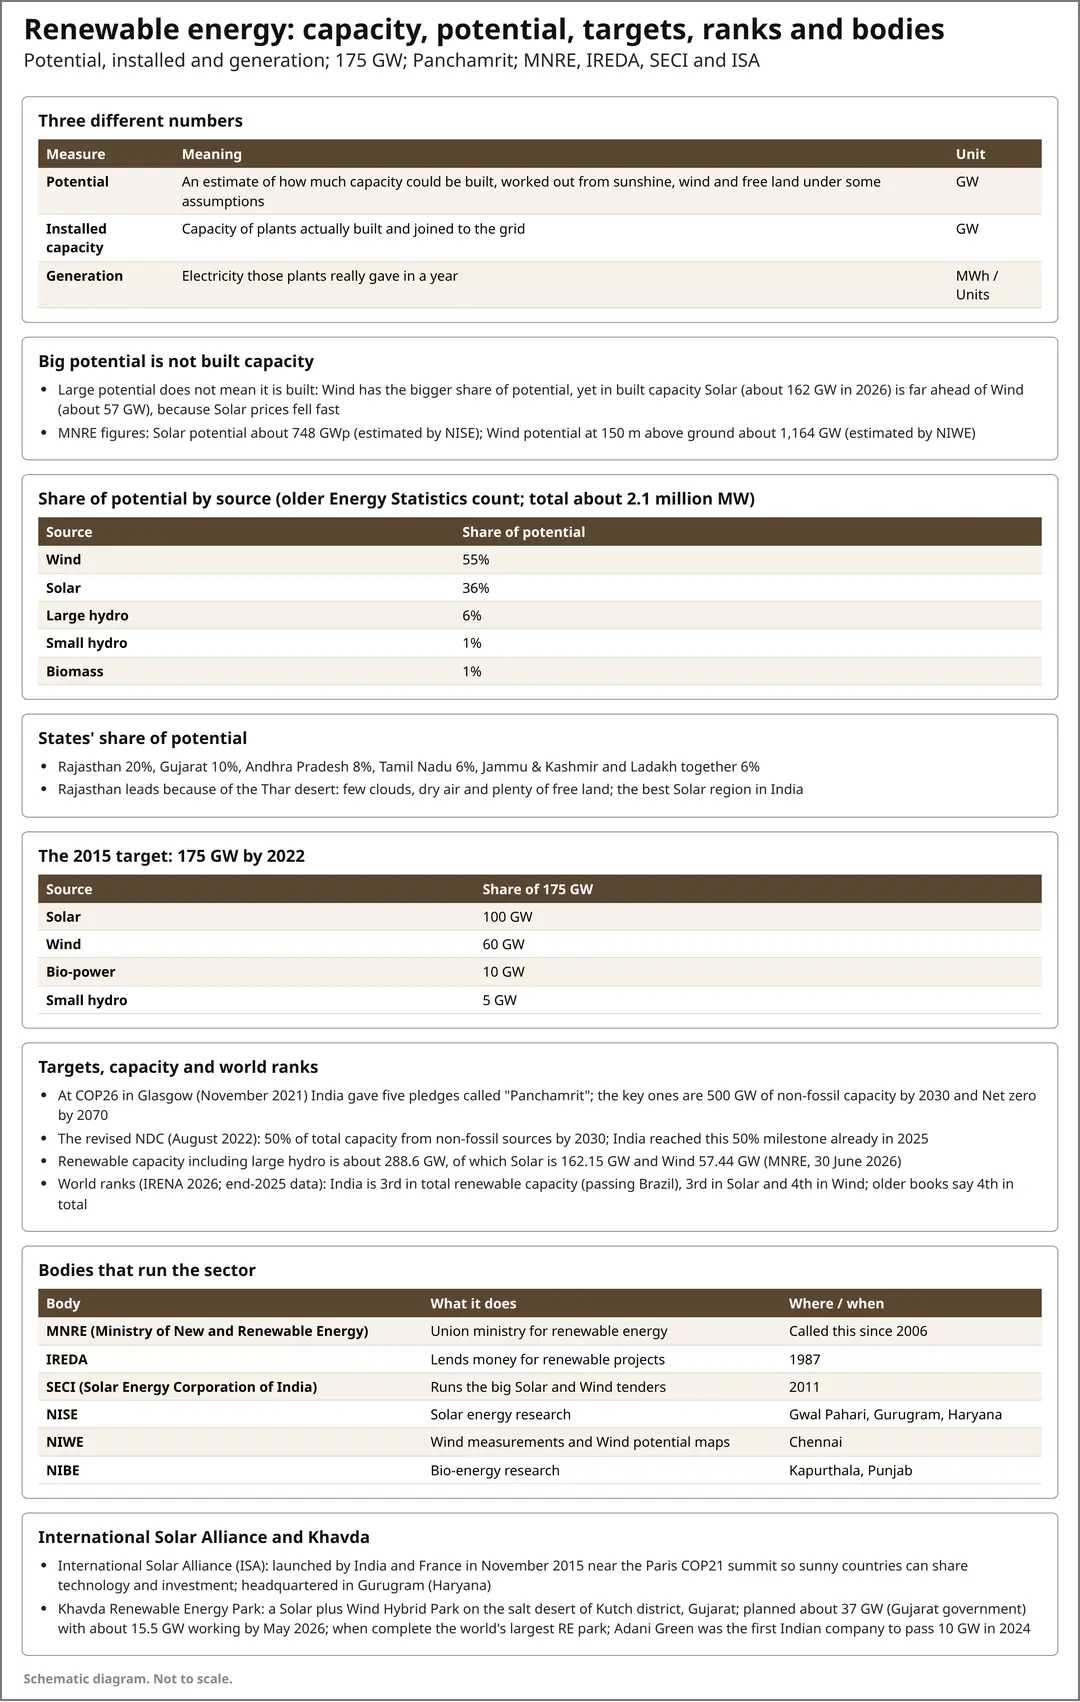 Renewable energy: capacity, potential, targets, ranks and bodies
Potential, installed and generation; 175 GW; Panchamrit; MNRE, IREDA, SECI and ISA
Three different numbers
Measure Meaning Unit
Potential An estimate of how much capacity could be built, worked out from sunshine, wind and free land under some GW
assumptions
Installed Capacity of plants actually built and joined to the grid GW
capacity
Generation Electricity those plants really gave in a year MWh /
Units
Big potential is not built capacity
• Large potential does not mean it is built: Wind has the bigger share of potential, yet in built capacity Solar (about 162 GW in 2026) is far ahead of Wind
(about 57 GW), because Solar prices fell fast
• MNRE figures: Solar potential about 748 GWp (estimated by NISE); Wind potential at 150 m above ground about 1,164 GW (estimated by NIWE)
Share of potential by source (older Energy Statistics count; total about 2.1 million MW)
Source Share of potential
Wind 55%
Solar 36%
Large hydro 6%
Small hydro 1%
Biomass 1%
States' share of potential
• Rajasthan 20%, Gujarat 10%, Andhra Pradesh 8%, Tamil Nadu 6%, Jammu & Kashmir and Ladakh together 6%
• Rajasthan leads because of the Thar desert: few clouds, dry air and plenty of free land; the best Solar region in India
The 2015 target: 175 GW by 2022
Source Share of 175 GW
Solar 100 GW
Wind 60 GW
Bio-power 10 GW
Small hydro 5 GW
Targets, capacity and world ranks
• At COP26 in Glasgow (November 2021) India gave five pledges called "Panchamrit"; the key ones are 500 GW of non-fossil capacity by 2030 and Net zero
by 2070
• The revised NDC (August 2022): 50% of total capacity from non-fossil sources by 2030; India reached this 50% milestone already in 2025
• Renewable capacity including large hydro is about 288.6 GW, of which Solar is 162.15 GW and Wind 57.44 GW (MNRE, 30 June 2026)
• World ranks (IRENA 2026; end-2025 data): India is 3rd in total renewable capacity (passing Brazil), 3rd in Solar and 4th in Wind; older books say 4th in
total
Bodies that run the sector
Body What it does Where / when
MNRE (Ministry of New and Renewable Energy) Union ministry for renewable energy Called this since 2006
IREDA Lends money for renewable projects 1987
SECI (Solar Energy Corporation of India) Runs the big Solar and Wind tenders 2011
NISE Solar energy research Gwal Pahari, Gurugram, Haryana
NIWE Wind measurements and Wind potential maps Chennai
NIBE Bio-energy research Kapurthala, Punjab
International Solar Alliance and Khavda
• International Solar Alliance (ISA): launched by India and France in November 2015 near the Paris COP21 summit so sunny countries can share
technology and investment; headquartered in Gurugram (Haryana)
• Khavda Renewable Energy Park: a Solar plus Wind Hybrid Park on the salt desert of Kutch district, Gujarat; planned about 37 GW (Gujarat government)
with about 15.5 GW working by May 2026; when complete the world's largest RE park; Adani Green was the first Indian company to pass 10 GW in 2024
Schematic diagram. Not to scale.